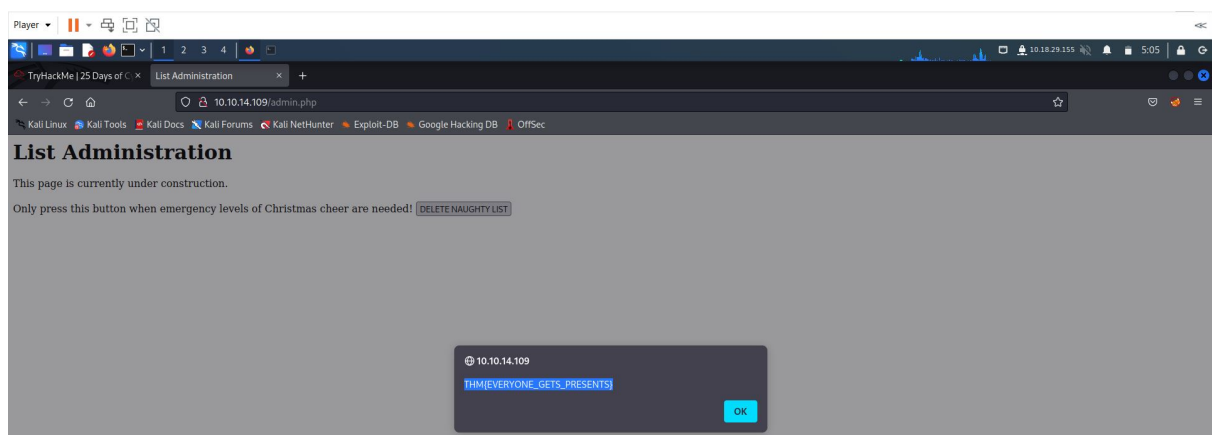 Player
1 2 3 4
10.18.29.155
5:05
TryHackMe | 25 Days of C
List Administration
10.10.14.109/admin.php
Kali Linux Kali Tools Kali Docs Kali Forums Kali NetHunter Exploit-DB Google Hacking DB OffSec
List Administration
This page is currently under construction.
Only press this button when emergency levels of Christmas cheer are needed! DELETE NAUGHTY LIST
10.10.14.109
THM{EVERYONE_GETS_PRESENTS}
OK